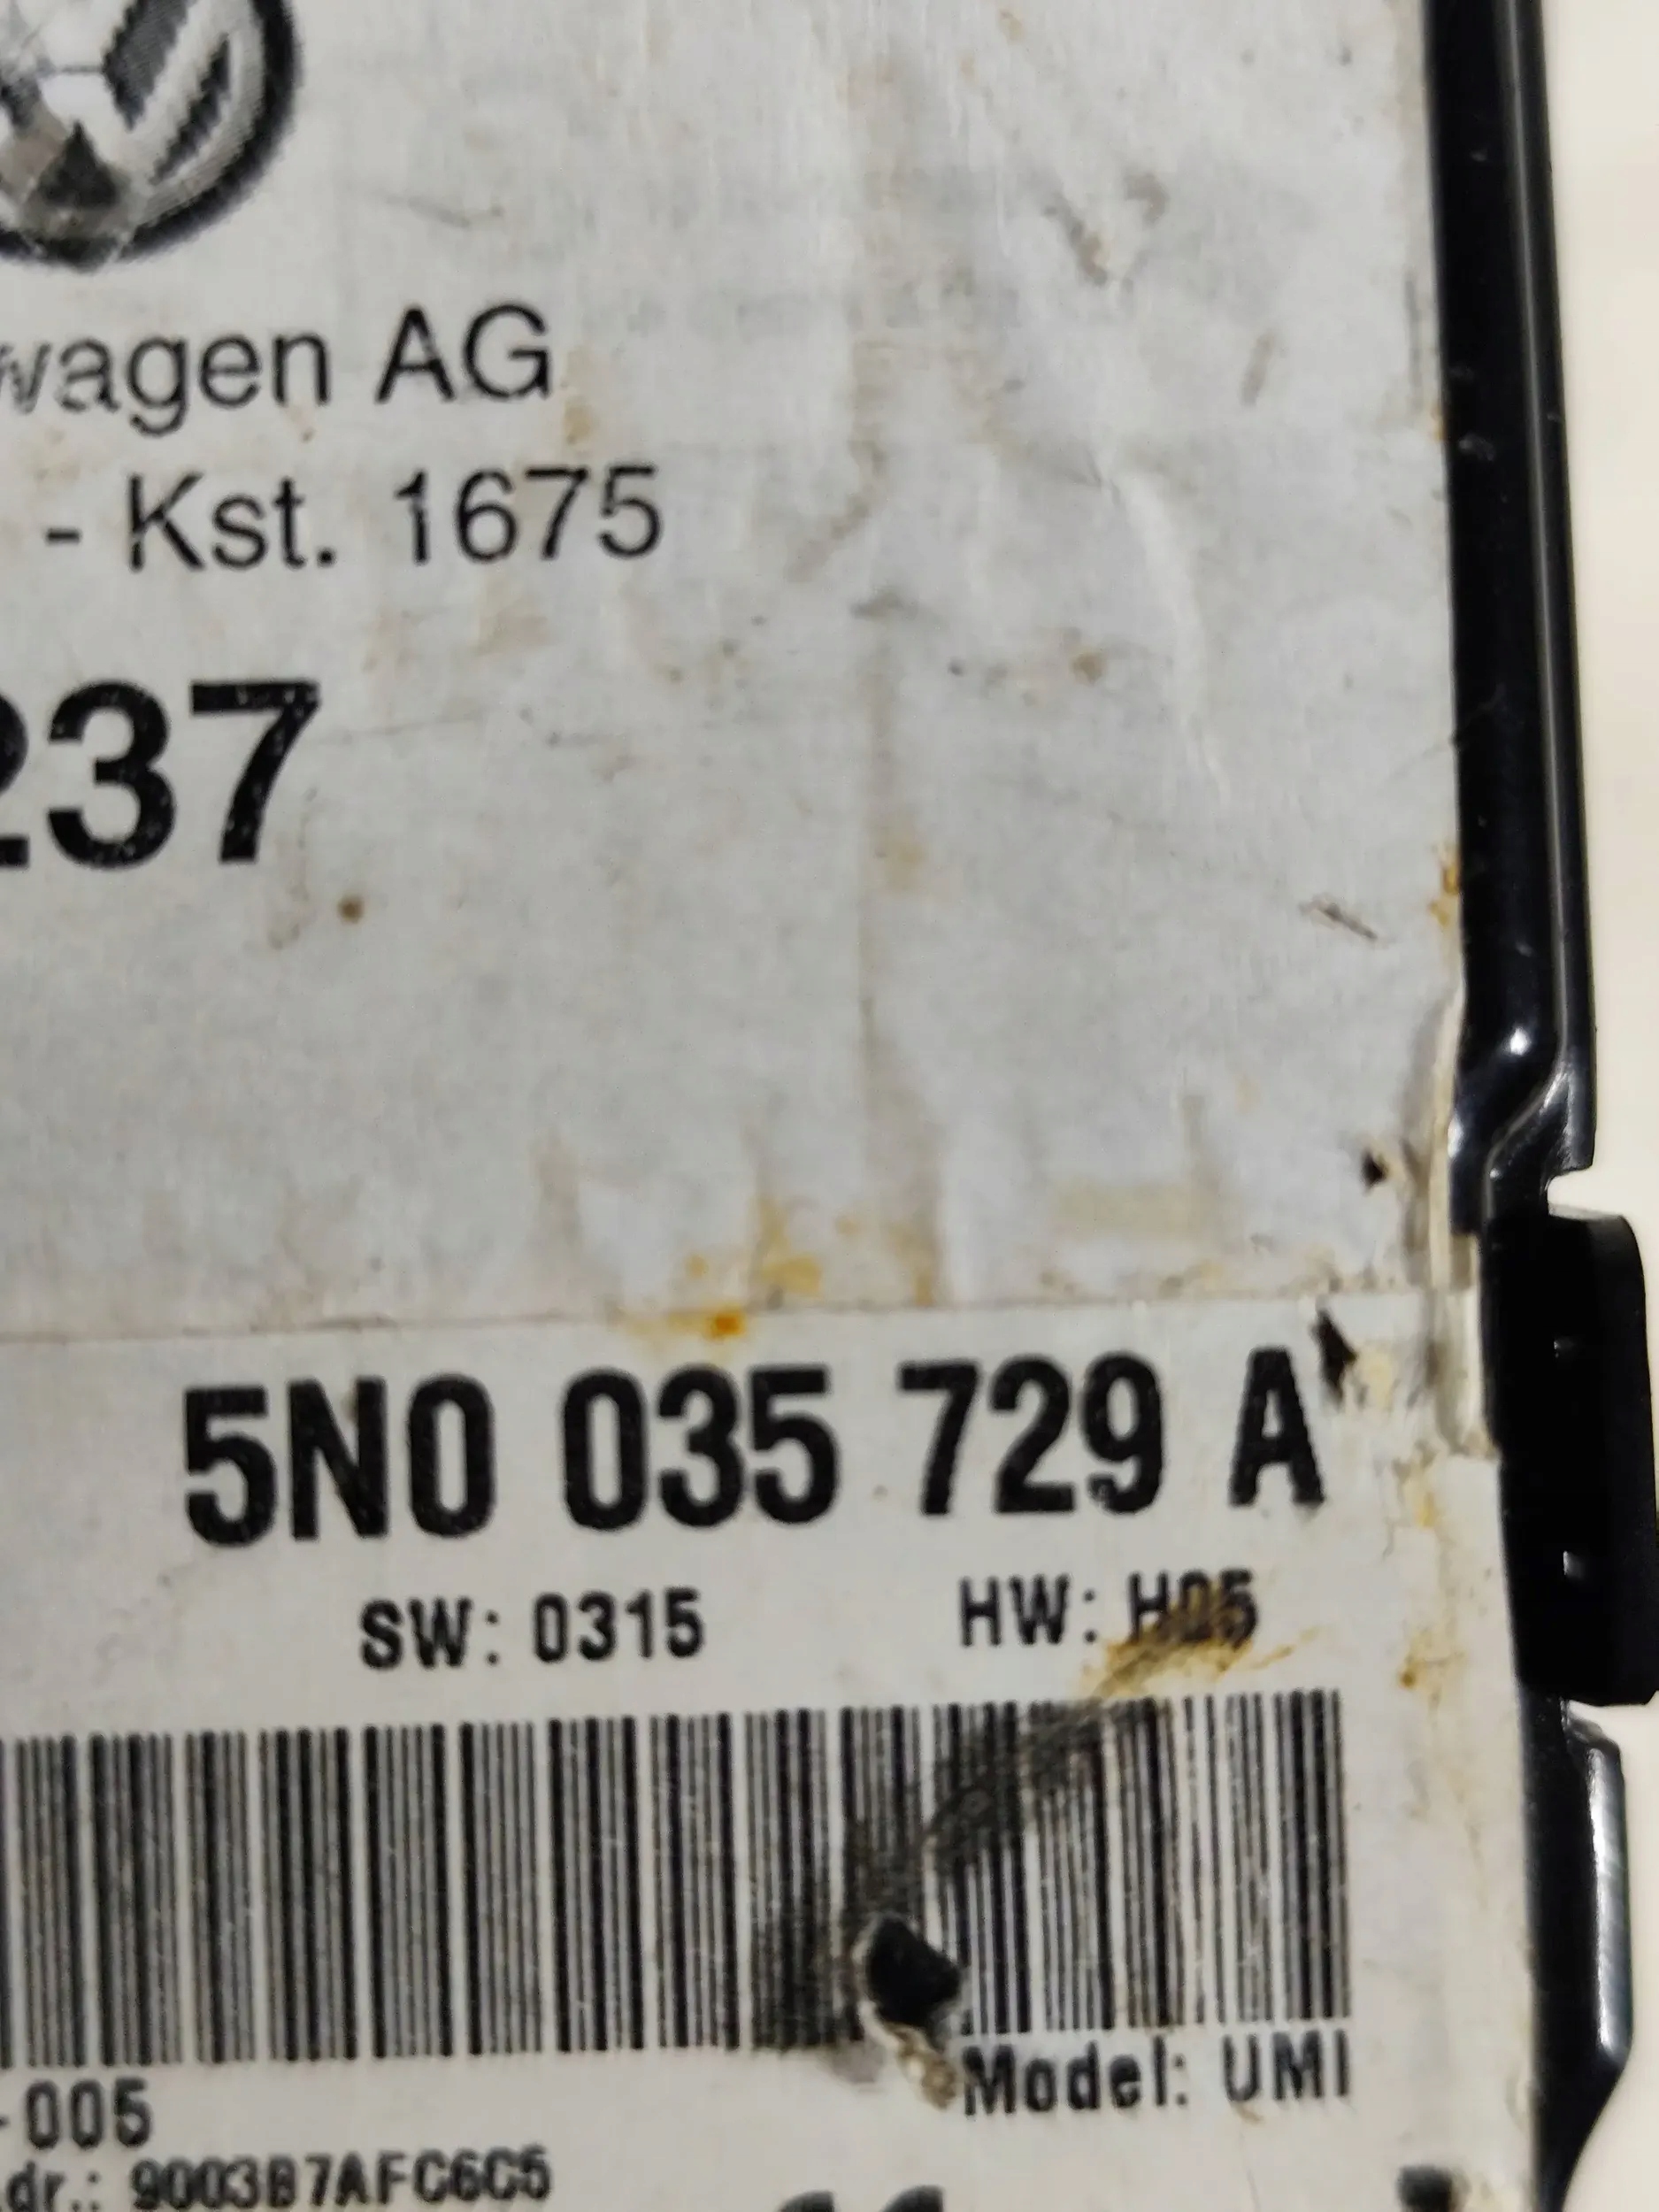 wagen AG
- Kst. 1675
237
5N0 035 729 A
SW: 0315 HW: H05
-005 Model: UMI
dr.: 9003B7AFC6C5